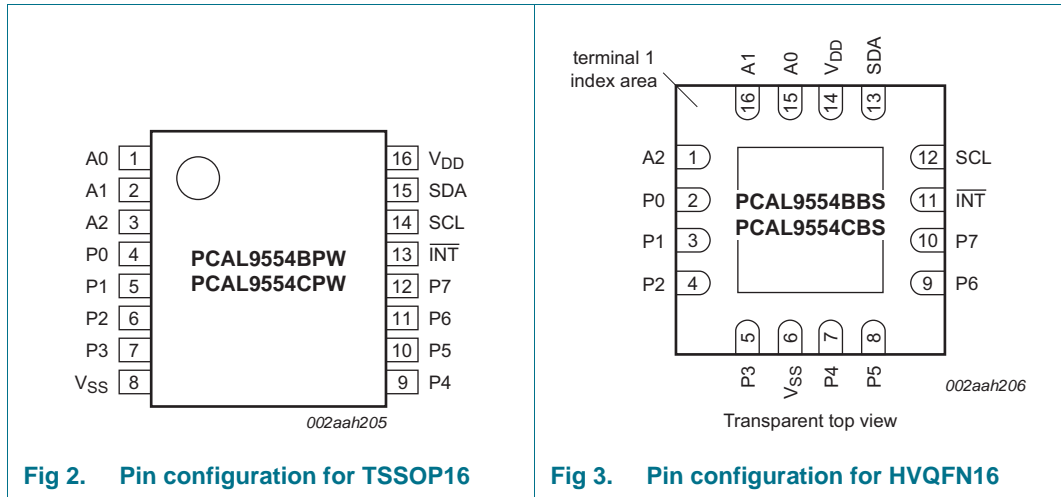 A0 1
A1 2
A2 3
P0 4
P1 5
P2 6
P3 7
VSS 8
PCAL9554BPW
PCAL9554CPW
16 VDD
15 SDA
14 SCL
13 INT
12 P7
11 P6
10 P5
9 P4
002aah205
Fig 2. Pin configuration for TSSOP16
terminal 1
index area
A1 A0 VDD SDA
16 15 14 13
A2 1
P0 2
P1 3
P2 4
PCAL9554BBS
PCAL9554CBS
12 SCL
11 INT
10 P7
9 P6
5 6 7 8
P3 VSS P4 P5
002aah206
Transparent top view
Fig 3. Pin configuration for HVQFN16